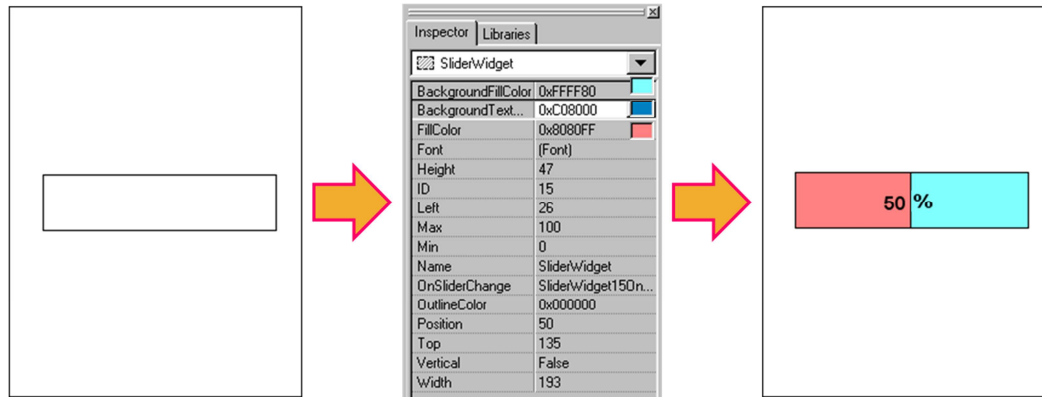 Inspector Libraries
SliderWidget
BackgroundFillColor 0xFFFF80
BackgroundText... 0xC08000
FillColor 0x8080FF
Font (Font)
Height 47
ID 15
Left 26
Max 100
Min 0
Name SliderWidget
OnSliderChange SliderWidget15On...
OutlineColor 0x000000
Position 50
Top 135
Vertical False
Width 193
50 %